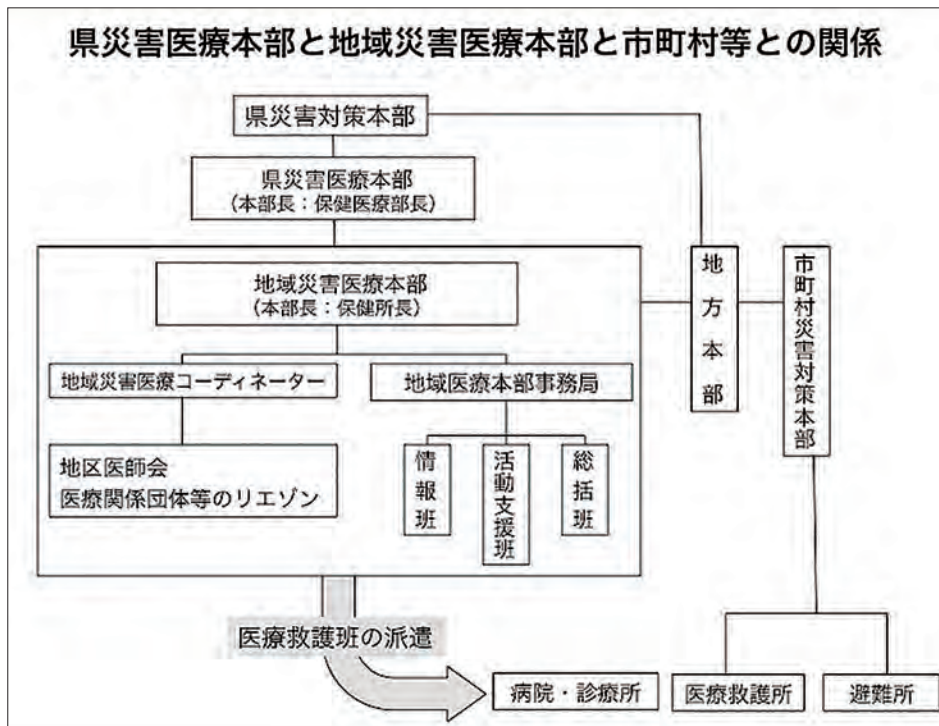 県災害医療本部と地域災害医療本部と市町村等との関係
県災害対策本部
県災害医療本部
(本部長：保健医療部長)
地域災害医療本部
(本部長：保健所長)
地方本部
市町村災害対策本部
地域災害医療コーディネーター
地域医療本部事務局
地区医師会
医療関係団体等のリエゾン
情報班
活動支援班
総括班
医療救護班の派遣
病院・診療所
医療救護所
避難所